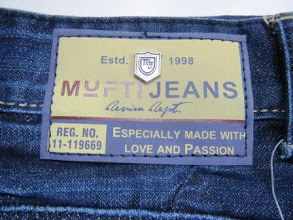 Estd. 1998
MUFTI JEANS
Denim Dept.
REG. NO. ESPECIALLY MADE WITH
11-119669 LOVE AND PASSION